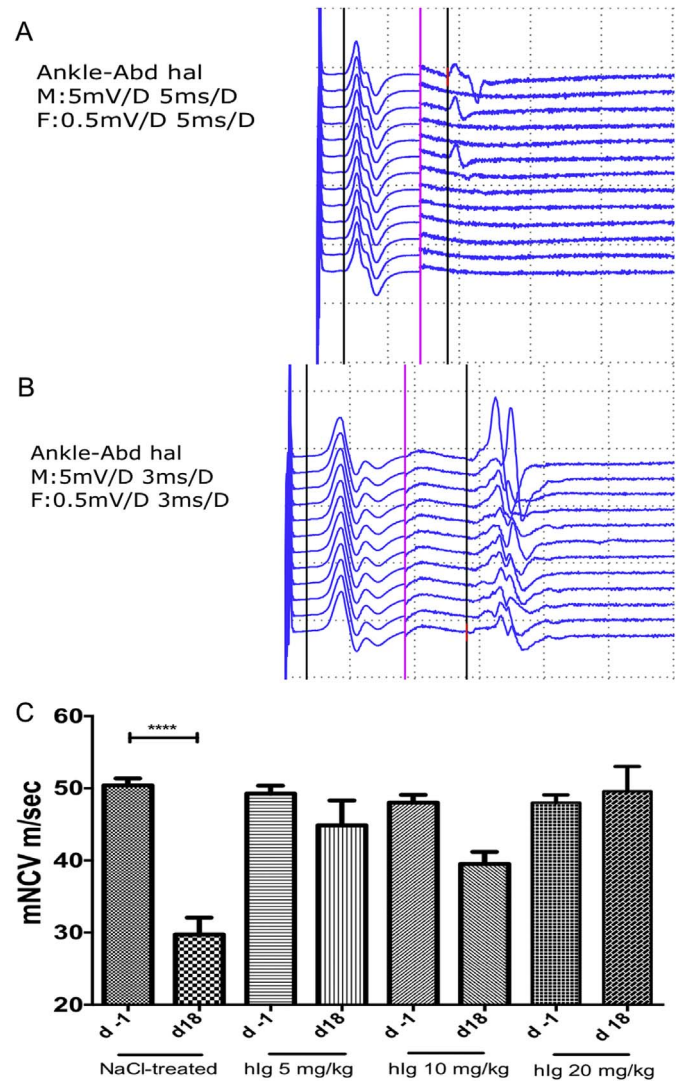 A
Ankle-Abd hal
M:5mV/D 5ms/D
F:0.5mV/D 5ms/D
B
Ankle-Abd hal
M:5mV/D 3ms/D
F:0.5mV/D 3ms/D
C
mNCV m/sec
60
50
40
30
20
****
d -1 d18 d -1 d18 d -1 d18 d -1 d 18
NaCl-treated hIg 5 mg/kg hIg 10 mg/kg hIg 20 mg/kg